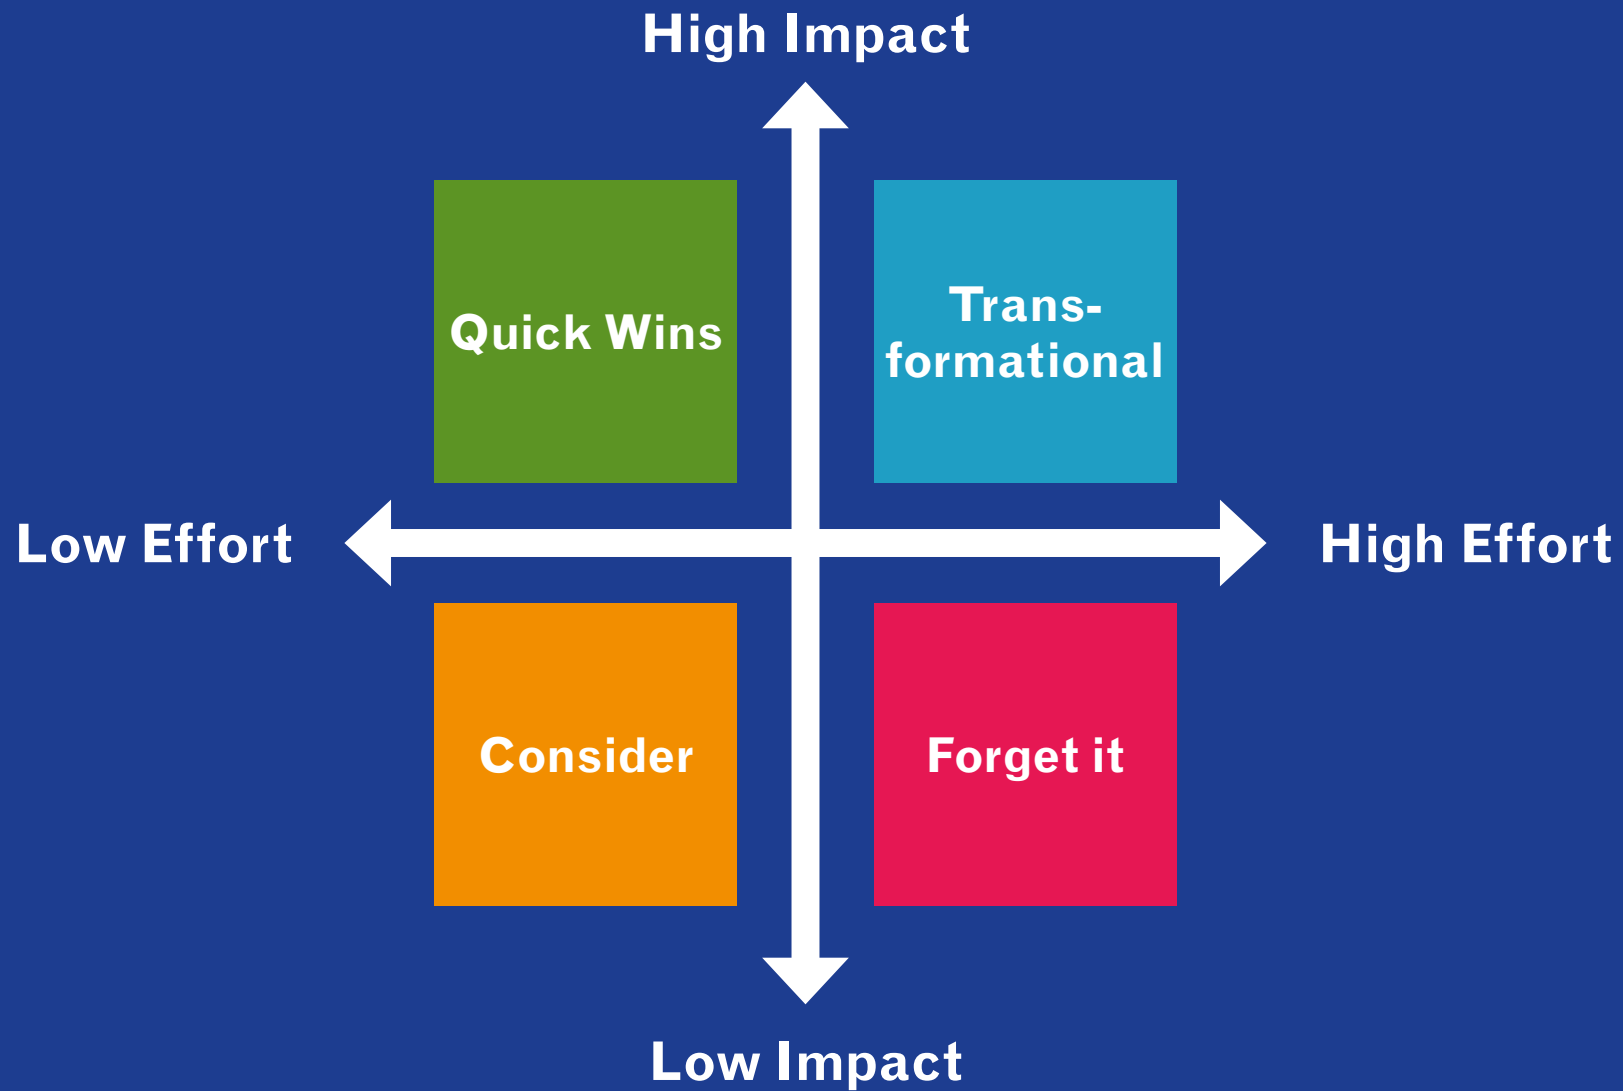 High Impact
Quick Wins
Trans-
formational
Low Effort
High Effort
Consider
Forget it
Low Impact